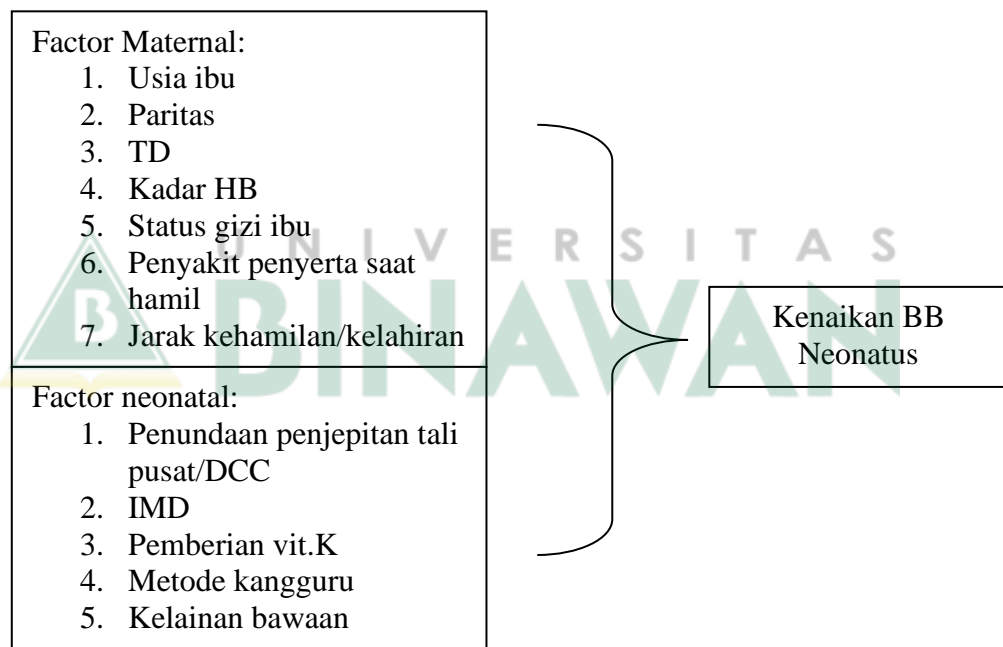 Factor Maternal:
1. Usia ibu
2. Paritas
3. TD
4. Kadar HB
5. Status gizi ibu
6. Penyakit penyerta saat
hamil
7. Jarak kehamilan/kelahiran
Factor neonatal:
1. Penundaan penjepitan tali
pusat/DCC
2. IMD
3. Pemberian vit.K
4. Metode kangguru
5. Kelainan bawaan
UNIVERSITAS
B BINAWAN
Kenaikan BB
Neonatus